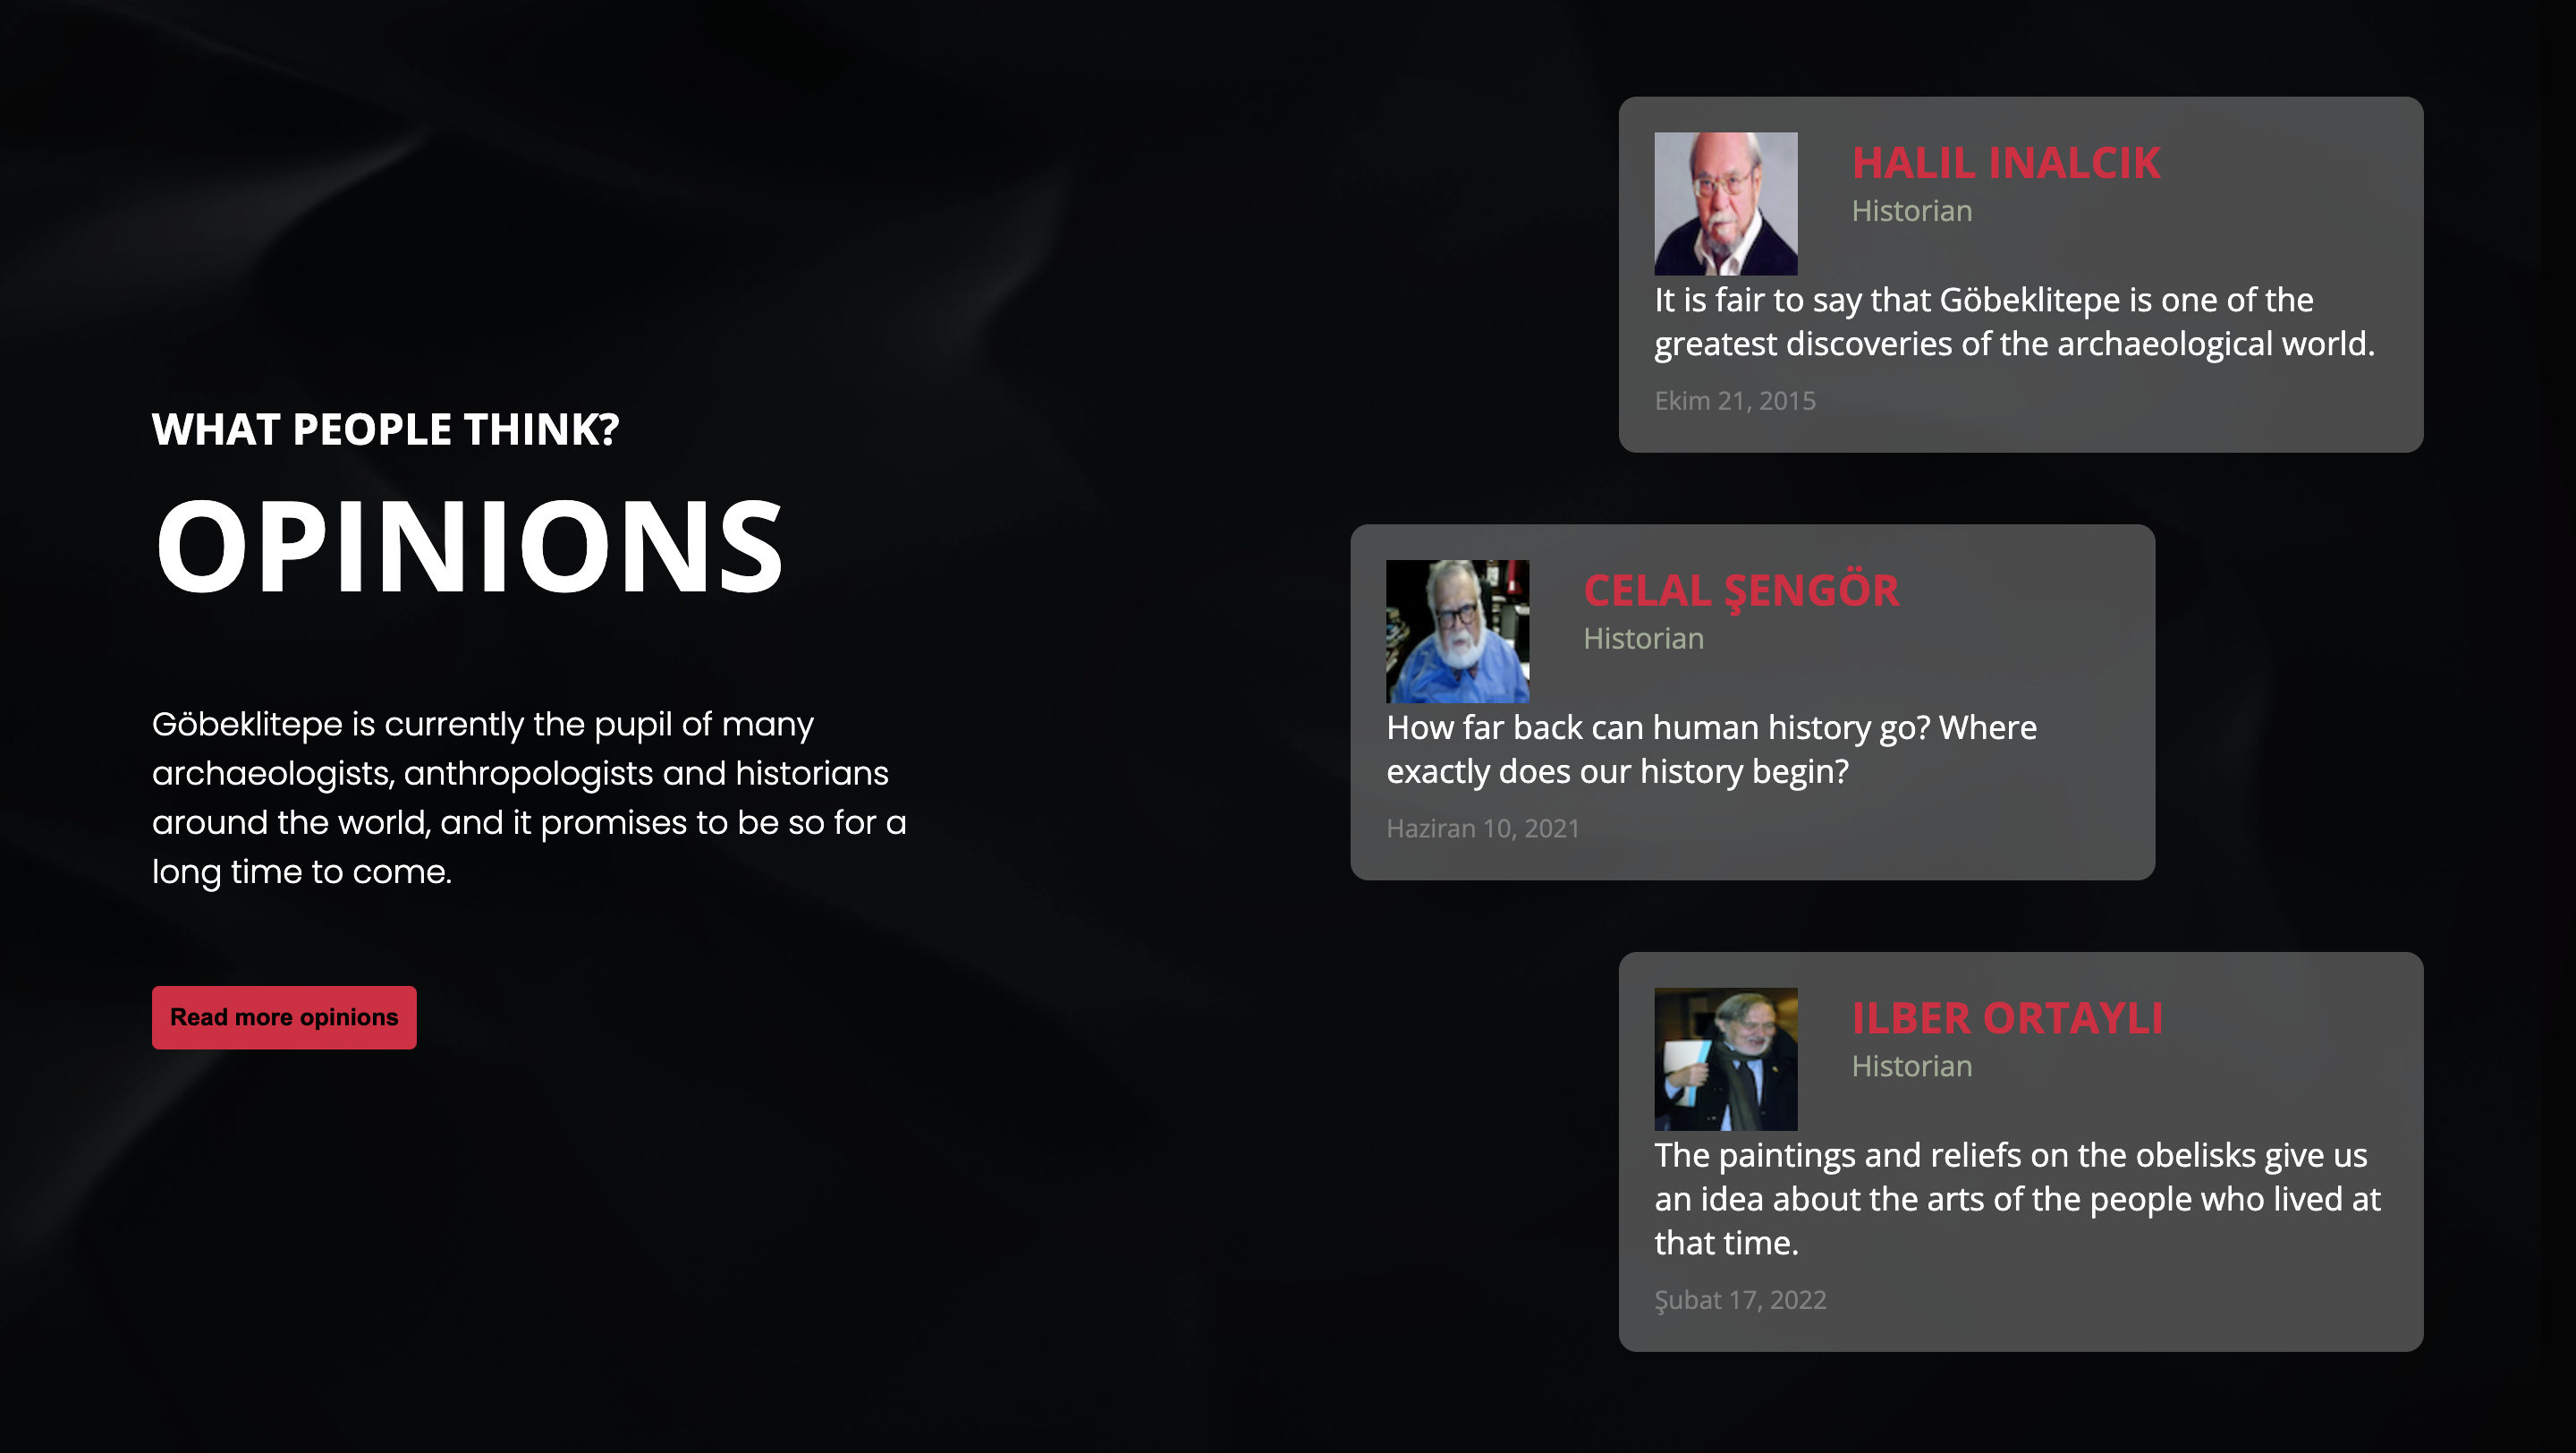 WHAT PEOPLE THINK?
OPINIONS
Göbeklitepe is currently the pupil of many
archaeologists, anthropologists and historians
around the world, and it promises to be so for a
long time to come.
Read more opinions
HALIL INALCIK
Historian
It is fair to say that Göbeklitepe is one of the
greatest discoveries of the archaeological world.
Ekim 21, 2015
CELAL ŞENGÖR
Historian
How far back can human history go? Where
exactly does our history begin?
Haziran 10, 2021
ILBER ORTAYLI
Historian
The paintings and reliefs on the obelisks give us
an idea about the arts of the people who lived at
that time.
Şubat 17, 2022